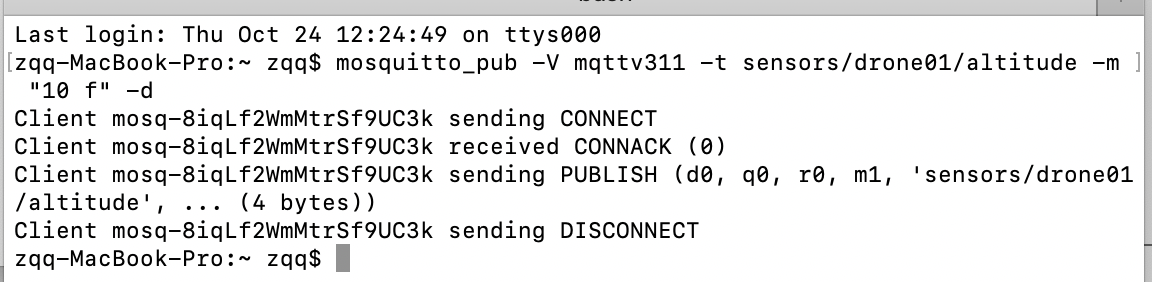 Last login: Thu Oct 24 12:24:49 on ttys000
[zqq-MacBook-Pro:~ zqq$ mosquitto_pub -V mqttv311 -t sensors/drone01/altitude -m ]
"10 f" -d
Client mosq-8iqLf2WmMtrSf9UC3k sending CONNECT
Client mosq-8iqLf2WmMtrSf9UC3k received CONNACK (0)
Client mosq-8iqLf2WmMtrSf9UC3k sending PUBLISH (d0, q0, r0, m1, 'sensors/drone01
/altitude', ... (4 bytes))
Client mosq-8iqLf2WmMtrSf9UC3k sending DISCONNECT
zqq-MacBook-Pro:~ zqq$